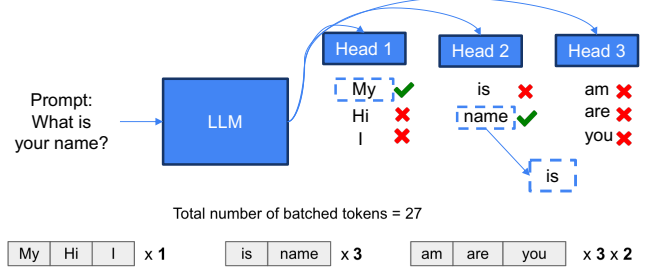 Head 1
Head 2
Head 3
Prompt:
What is
your name?
LLM
My
Hi
I
is
name
is
am
are
you
Total number of batched tokens = 27
My Hi I x 1
is name x 3
am are you x 3 x 2